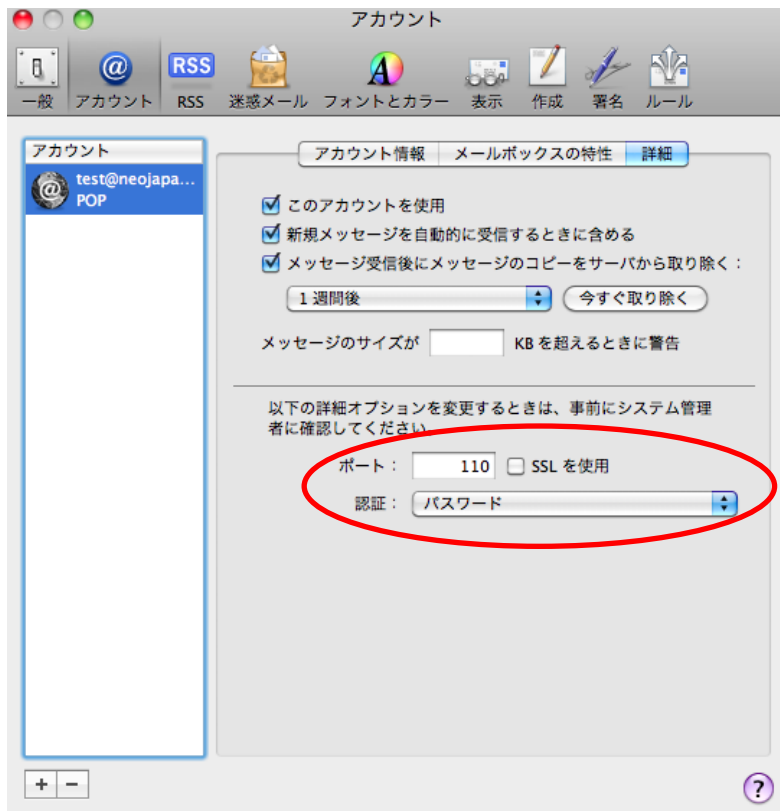 アカウント
RSS
一般 アカウント RSS 迷惑メール フォントとカラー 表示 作成 署名 ルール
アカウント
test@neojapa...
POP
アカウント情報 メールボックスの特性 詳細
このアカウントを使用
新規メッセージを自動的に受信するときに含める
メッセージ受信後にメッセージのコピーをサーバから取り除く：
1 週間後 今すぐ取り除く
メッセージのサイズが KB を超えるときに警告
以下の詳細オプションを変更するときは、事前にシステム管理
者に確認してください。
ポート： 110 SSL を使用
認証： パスワード